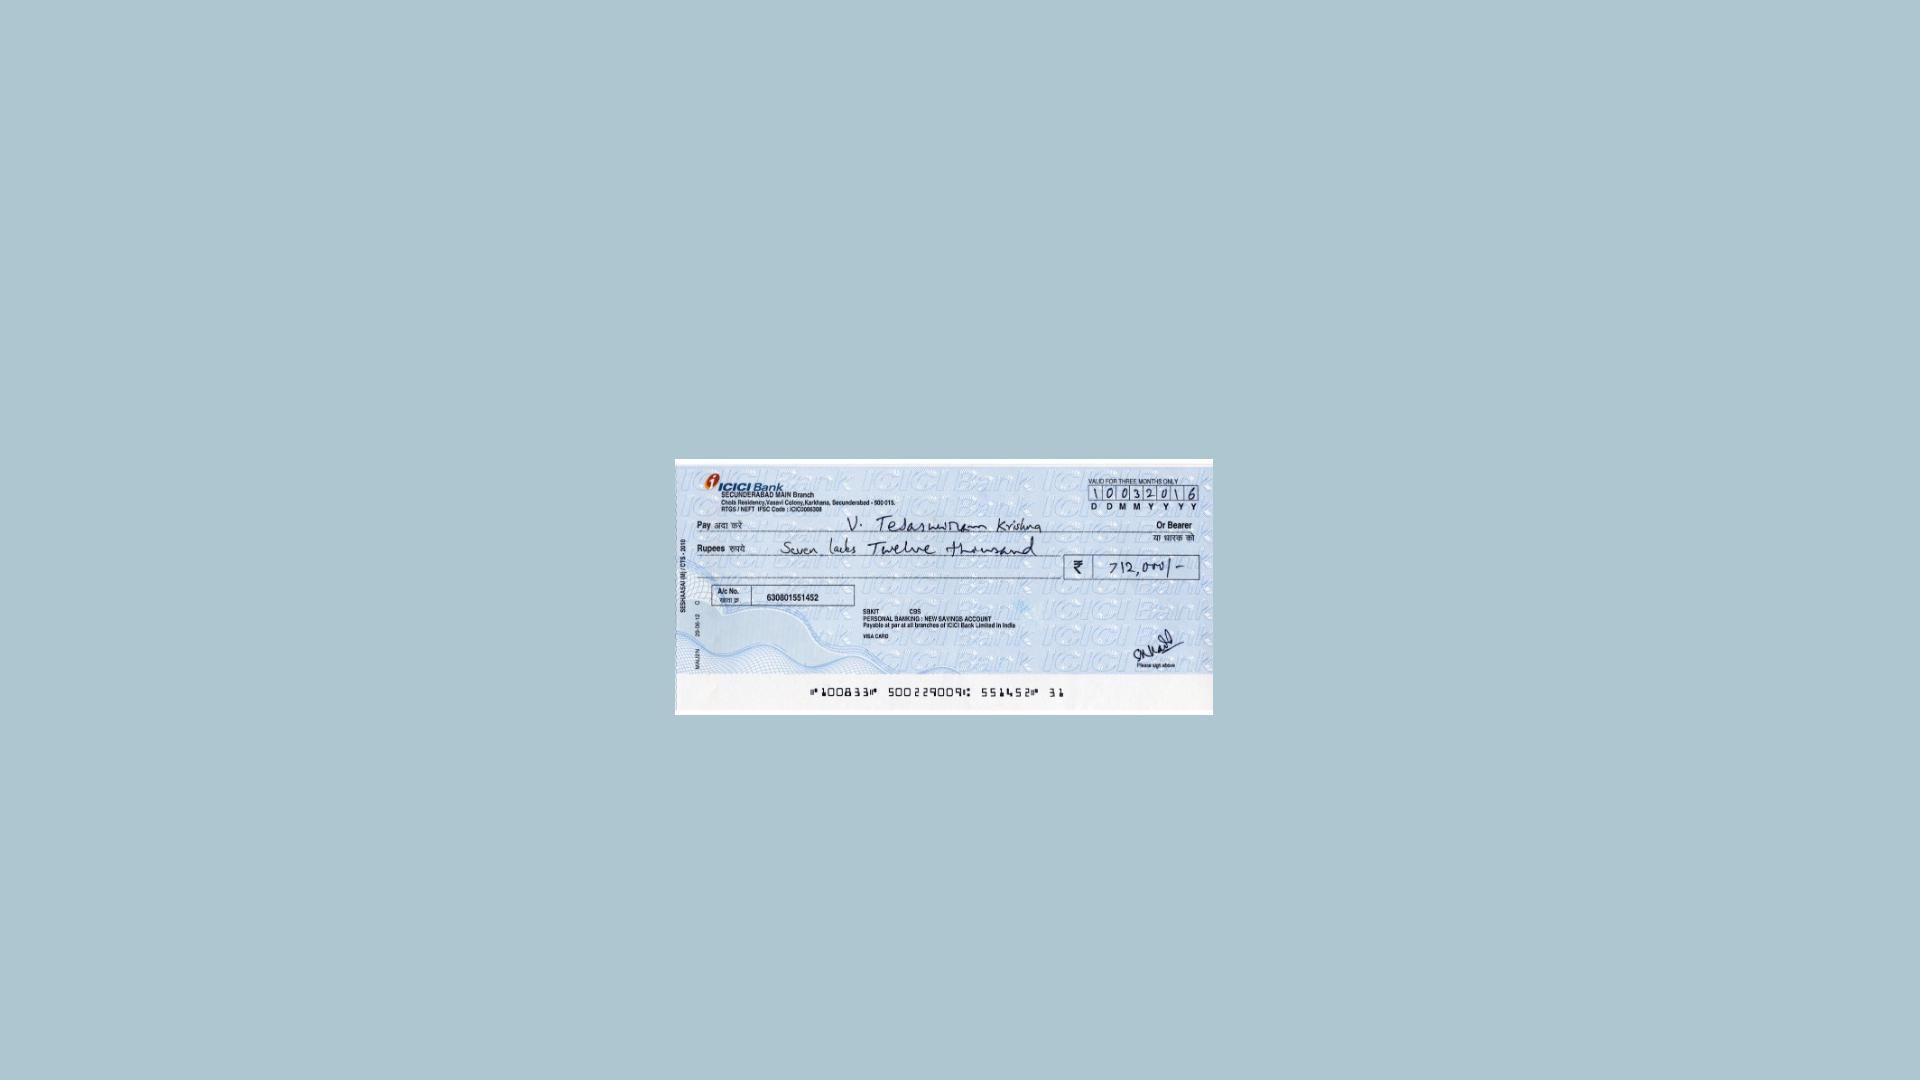 ICICI Bank
SECUNDERABAD MAIN Branch
Chola Residency,Vasavi Colony,Karkhana, Secunderabad - 500 015.
RTGS / NEFT IFSC Code : ICIC0006308
VALID FOR THREE MONTHS ONLY
1 0 0 3 2 0 1 6
D D M M Y Y Y Y
Pay अदा करें V. Krishna Or Bearer
या धारक को
Rupees रुपये Seven lacks Twelve thousand
₹ 712,000/-
A/c No. 630801551452
खाता क्र.
SBKIT CBS
PERSONAL BANKING : NEW SAVINGS ACCOUNT
Payable at par at all branches of ICICI Bank Limited in India
VISA CARD
Please sign above
100833 500229009 551452 31
CTS - 2010